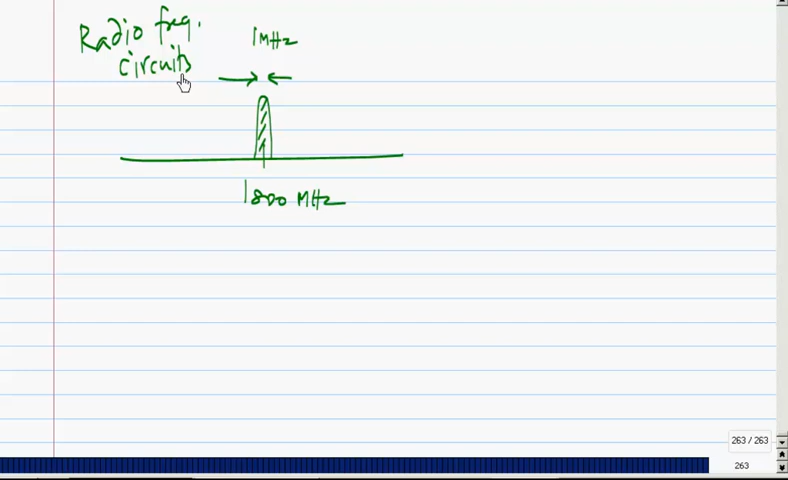 Radio freq.
circuits
1MHz
1800 MHz
263 / 263
263